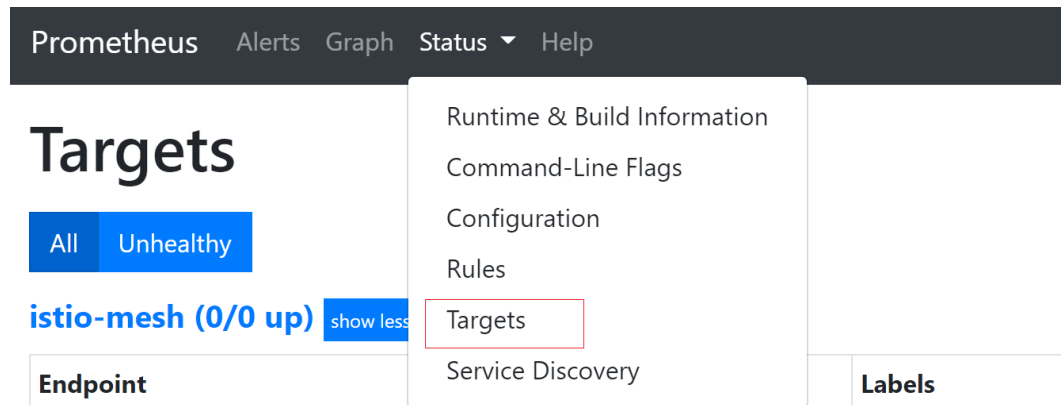 Prometheus Alerts Graph Status Help
Runtime & Build Information
Command-Line Flags
Configuration
Rules
Targets
Service Discovery
Targets
All Unhealthy
istio-mesh (0/0 up) show less
Endpoint Labels